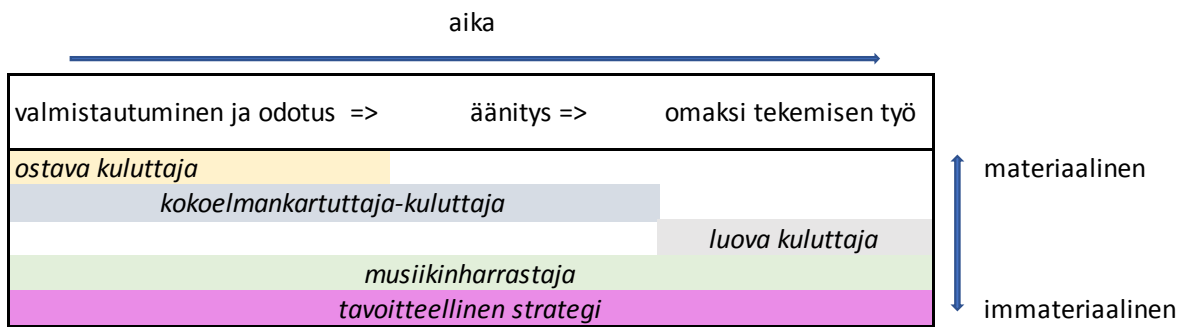 aika
valmistautuminen ja odotus => äänitys => omaksi tekemisen työ
ostava kuluttaja materiaalinen
kokoelmankartuttaja-kuluttaja
luova kuluttaja
musiikinharrastaja
tavoitteellinen strategi immateriaalinen